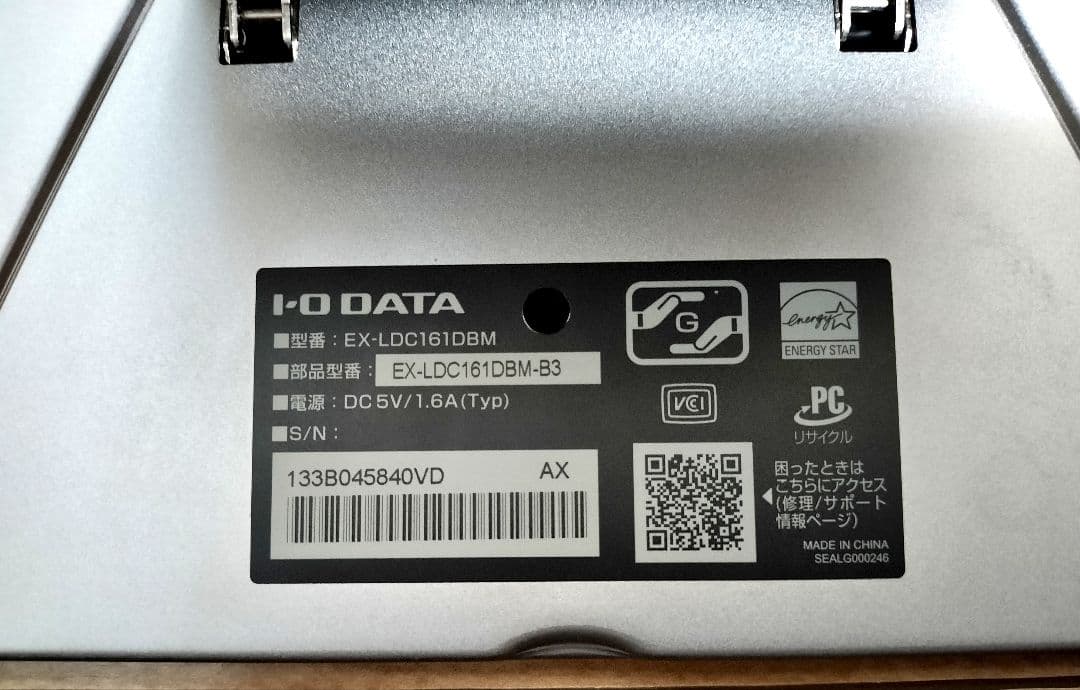 I-O DATA
■型番：EX-LDC161DBM
■部品型番：EX-LDC161DBM-B3
■電源：DC5V/1.6A(Typ)
■S/N：
133B045840VD AX
G
energy
ENERGY STAR
VCI
PC
リサイクル
困ったときは
こちらにアクセス
(修理/サポート
情報ページ)
MADE IN CHINA
SEALG000246